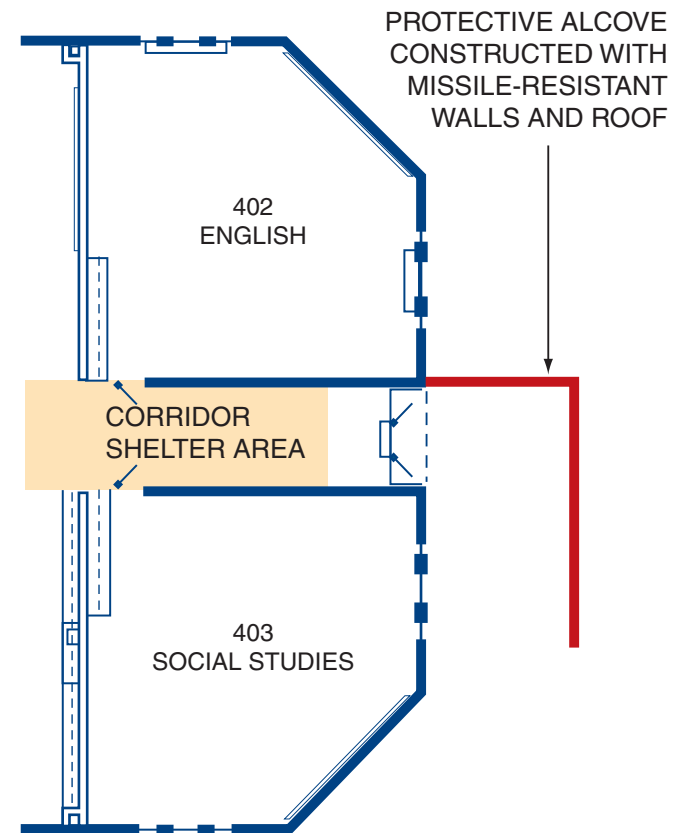 PROTECTIVE ALCOVE
CONSTRUCTED WITH
MISSILE-RESISTANT
WALLS AND ROOF
402
ENGLISH
CORRIDOR
SHELTER AREA
403
SOCIAL STUDIES